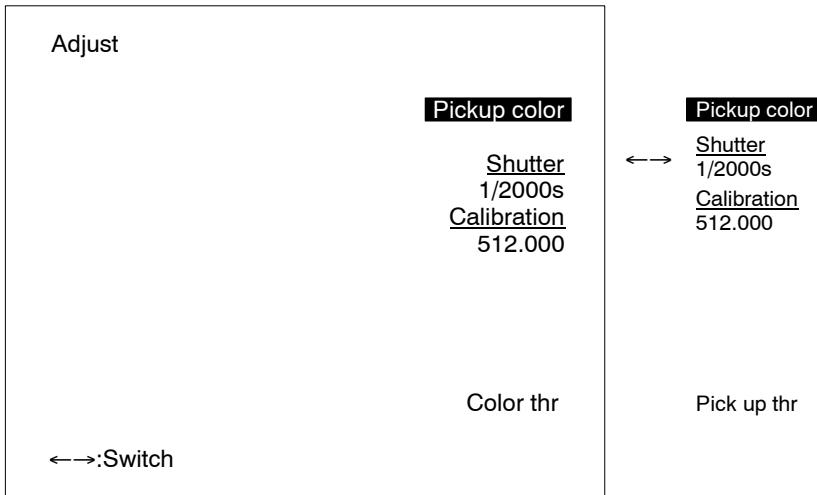 Adjust
Pickup color
Shutter
1/2000s
Calibration
512.000
Color thr
←→:Switch
←→
Pickup color
Shutter
1/2000s
Calibration
512.000
Pick up thr